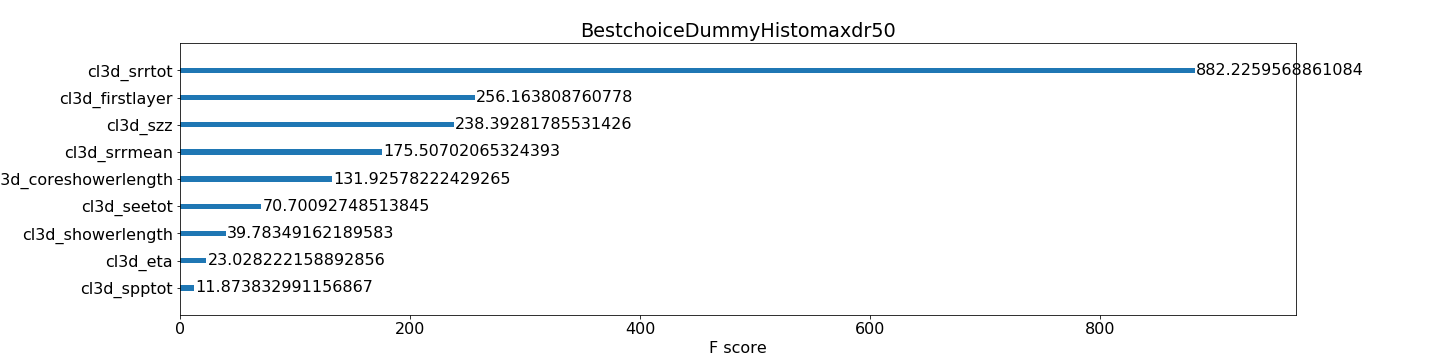 BestchoiceDummyHistomaxdr50
cl3d_srrtot 882.2259568861084
cl3d_firstlayer 256.163808760778
cl3d_szz 238.39281785531426
cl3d_srrmean 175.50702065324393
3d_coreshowerlength 131.92578222429265
cl3d_seetot 70.70092748513845
cl3d_showerlength 39.78349162189583
cl3d_eta 23.028222158892856
cl3d_spptot 11.873832991156867
0 200 400 600 800
F score